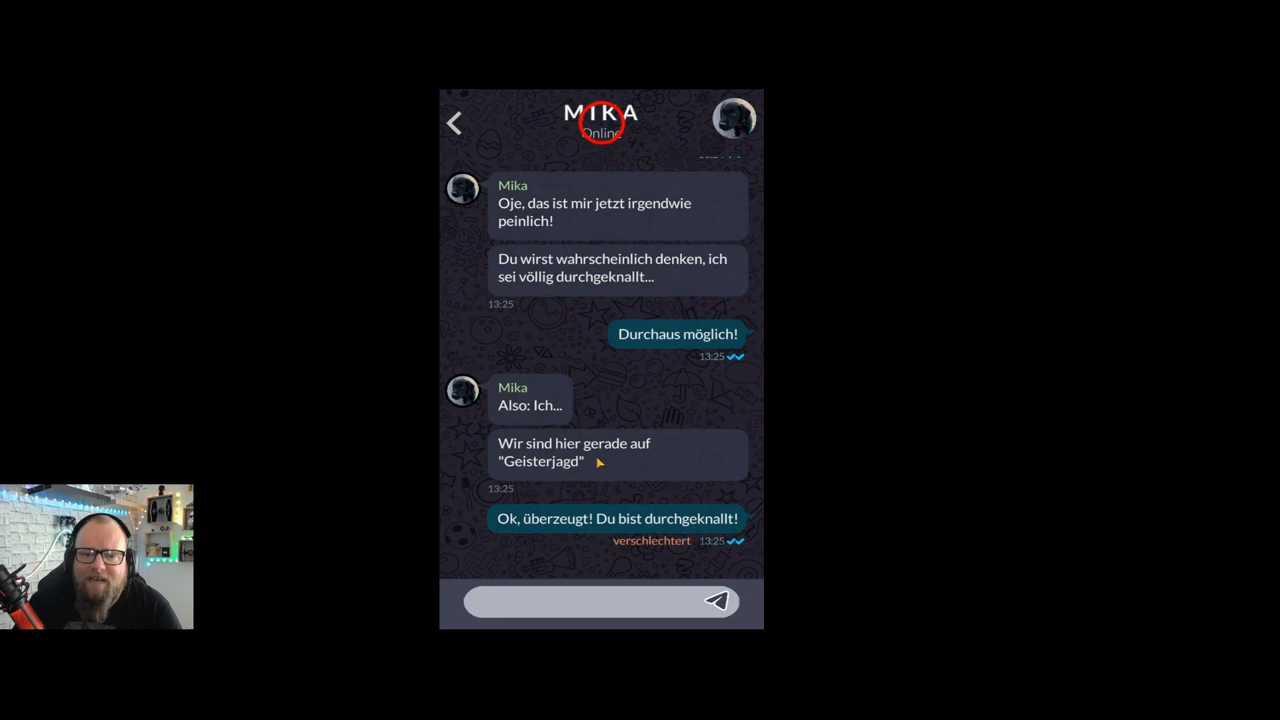 MIKA
Online
Mika
Oje, das ist mir jetzt irgendwie
peinlich!
Du wirst wahrscheinlich denken, ich
sei völlig durchgeknallt...
13:25
Durchaus möglich!
13:25
Mika
Also: Ich...
Wir sind hier gerade auf
"Geisterjagd"
13:25
Ok, überzeugt! Du bist durchgeknallt!
verschlechtert 13:25